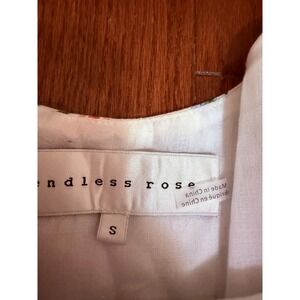 endless rose
S
Made in China
Fabriqué en Chine